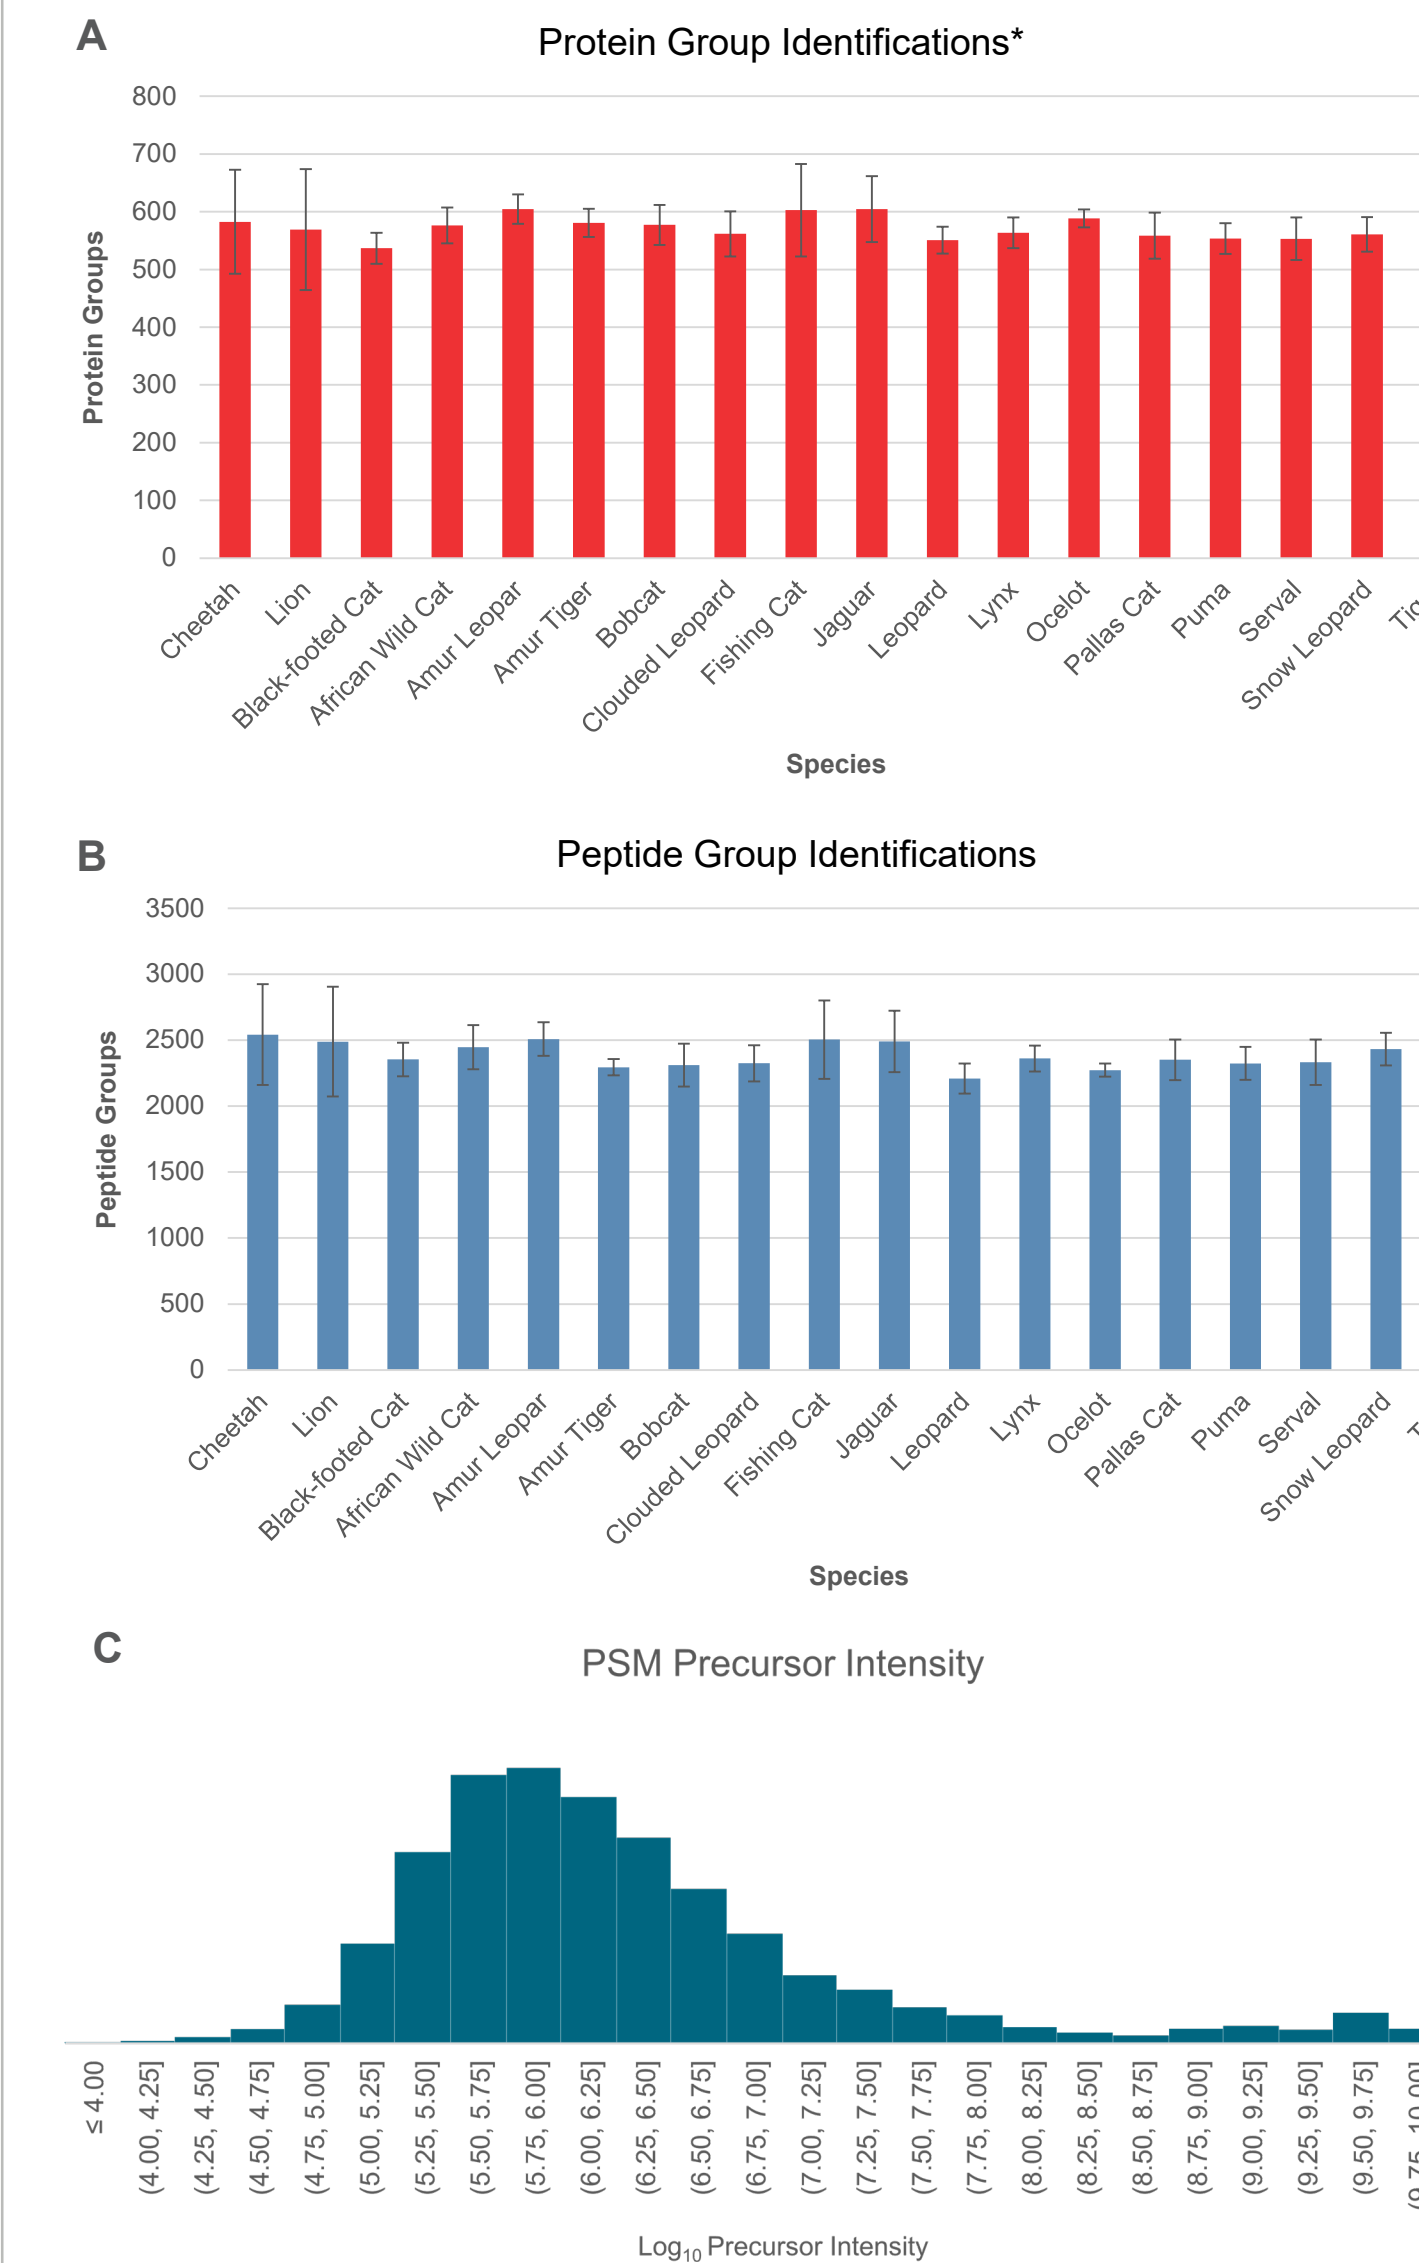 A
Protein Group Identifications*
800
700
600
500
400
300
200
100
0
Protein Groups
Cheetah
Lion
Black-footed Cat
African Wild Cat
Amur Leopar
Amur Tiger
Bobcat
Clouded Leopard
Fishing Cat
Jaguar
Leopard
Lynx
Ocelot
Pallas Cat
Puma
Serval
Snow Leopard
Species
B
Peptide Group Identifications
3500
3000
2500
2000
1500
1000
500
0
Peptide Groups
Cheetah
Lion
Black-footed Cat
African Wild Cat
Amur Leopar
Amur Tiger
Bobcat
Clouded Leopard
Fishing Cat
Jaguar
Leopard
Lynx
Ocelot
Pallas Cat
Puma
Serval
Snow Leopard
Species
C
PSM Precursor Intensity
≤ 4.00
(4.00, 4.25]
(4.25, 4.50]
(4.50, 4.75]
(4.75, 5.00]
(5.00, 5.25]
(5.25, 5.50]
(5.50, 5.75]
(5.75, 6.00]
(6.00, 6.25]
(6.25, 6.50]
(6.50, 6.75]
(6.75, 7.00]
(7.00, 7.25]
(7.25, 7.50]
(7.50, 7.75]
(7.75, 8.00]
(8.00, 8.25]
(8.25, 8.50]
(8.50, 8.75]
(8.75, 9.00]
(9.00, 9.25]
(9.25, 9.50]
(9.50, 9.75]
Log₁₀ Precursor Intensity